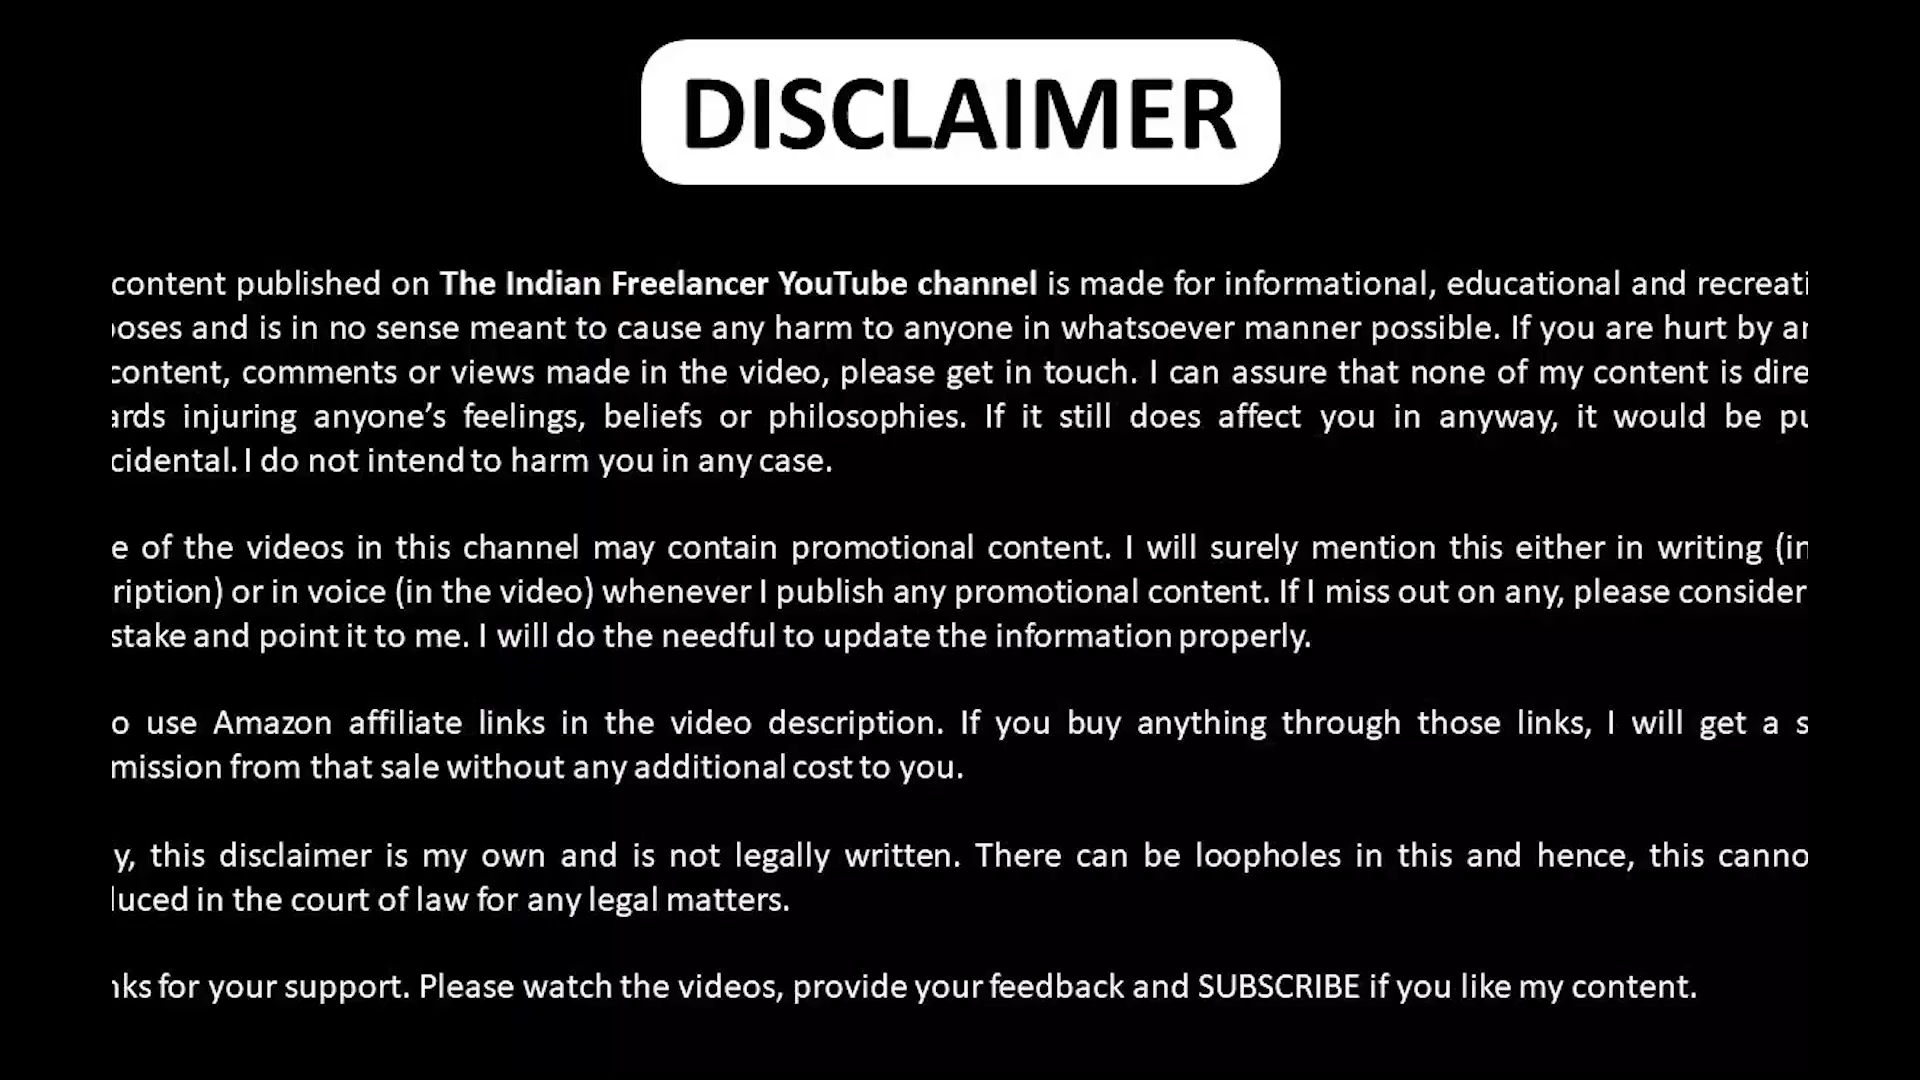 DISCLAIMER
content published on The Indian Freelancer YouTube channel is made for informational, educational and recreati
oses and is in no sense meant to cause any harm to anyone in whatsoever manner possible. If you are hurt by
content, comments or views made in the video, please get in touch. I can assure that none of my content is dire
ards injuring anyone’s feelings, beliefs or philosophies. If it still does affect you in anyway, it would be
cidental. I do not intend to harm you in any case.
e of the videos in this channel may contain promotional content. I will surely mention this either in writing (in
ription) or in voice (in the video) whenever I publish any promotional content. If I miss out on any, please consider
stake and point it to me. I will do the needful to update the information properly.
o use Amazon affiliate links in the video description. If you buy anything through those links, I will get a s
mission from that sale without any additional cost to you.
y, this disclaimer is my own and is not legally written. There can be loopholes in this and hence, this canno
luced in the court of law for any legal matters.
nks for your support. Please watch the videos, provide your feedback and SUBSCRIBE if you like my content.